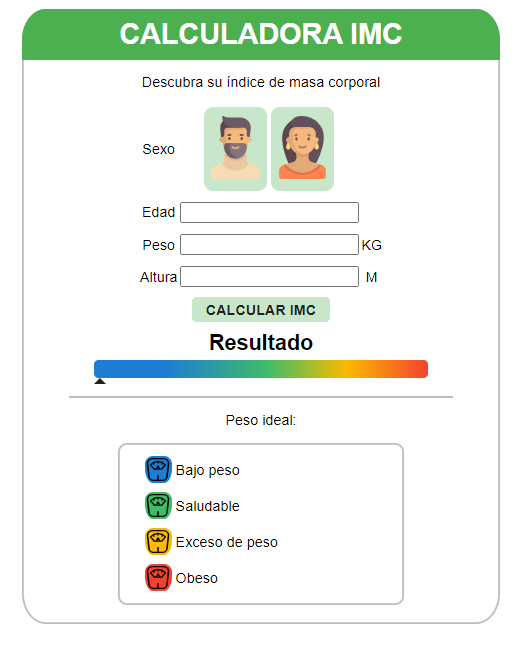 CALCULADORA IMC
Descubra su índice de masa corporal
Sexo
Edad
Peso KG
Altura M
CALCULAR IMC
Resultado
Peso ideal:
Bajo peso
Saludable
Exceso de peso
Obeso